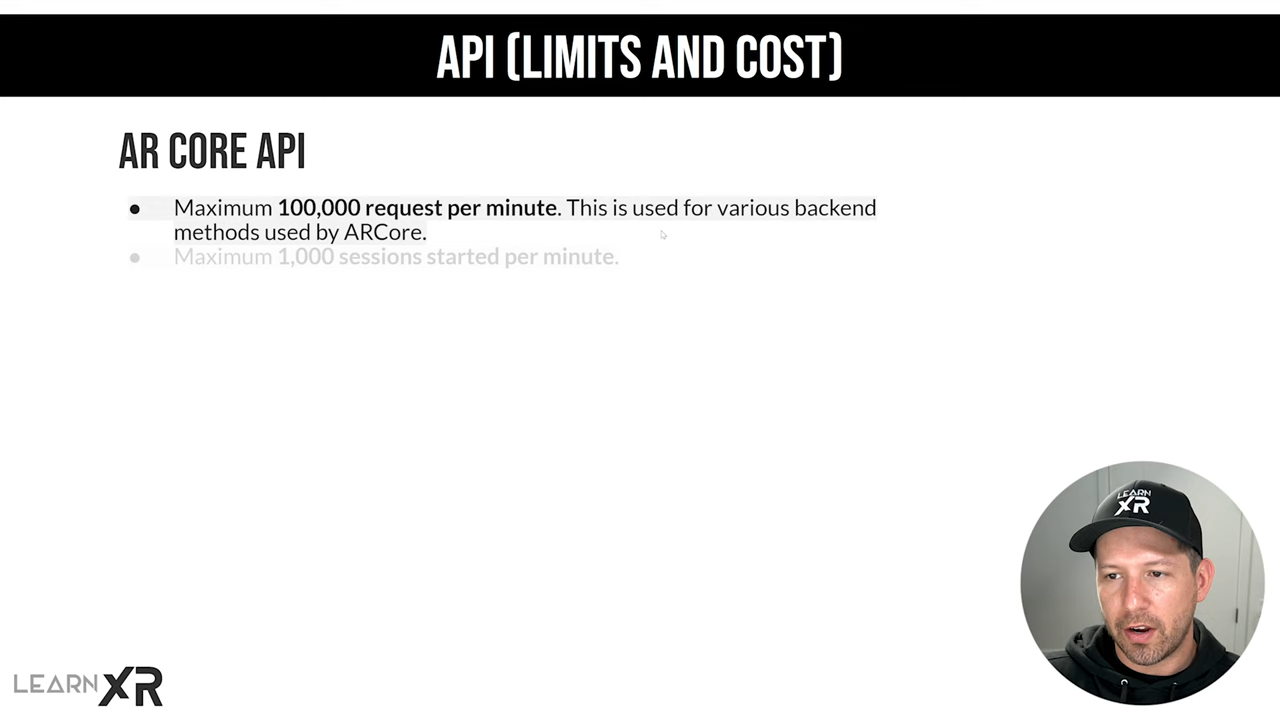 API (LIMITS AND COST)
AR CORE API
● Maximum 100,000 request per minute. This is used for various backend
methods used by ARCore.
● Maximum 1,000 sessions started per minute.
LEARN
XR
LEARN XR